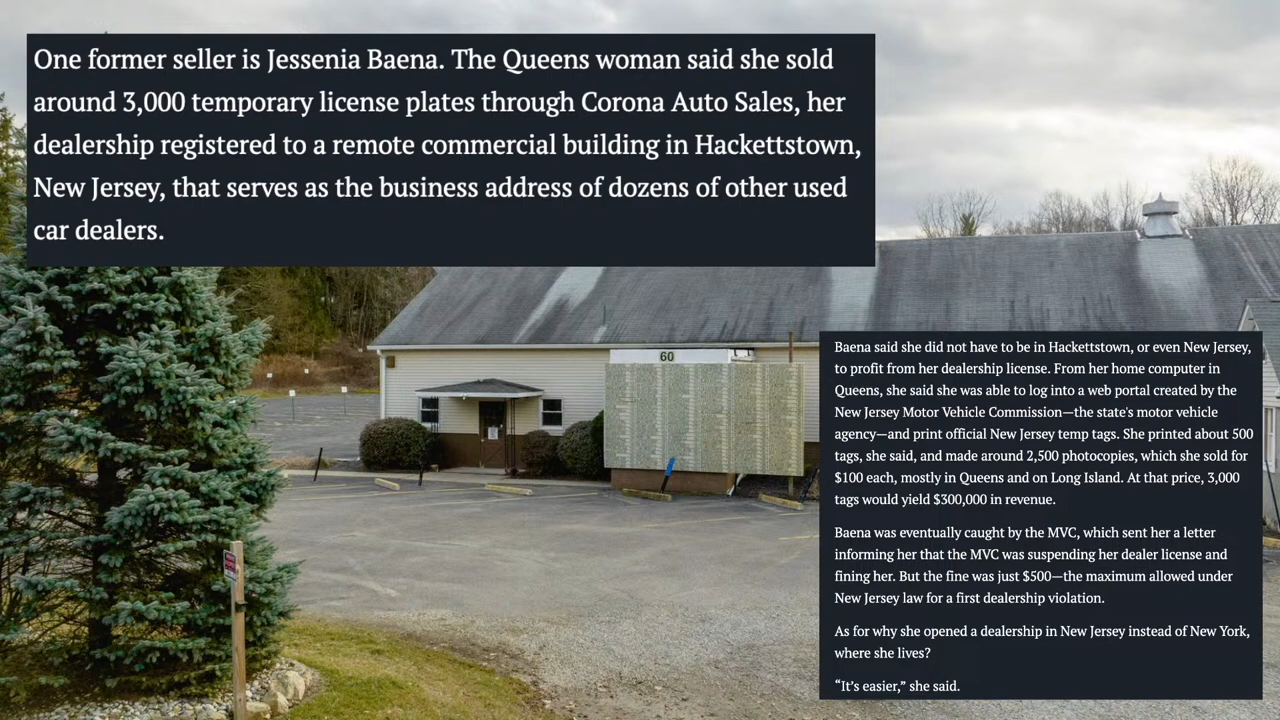 One former seller is Jessenia Baena. The Queens woman said she sold
around 3,000 temporary license plates through Corona Auto Sales, her
dealership registered to a remote commercial building in Hackettstown,
New Jersey, that serves as the business address of dozens of other used
car dealers.
60
Baena said she did not have to be in Hackettstown, or even New Jersey,
to profit from her dealership license. From her home computer in
Queens, she said she was able to log into a web portal created by the
New Jersey Motor Vehicle Commission—the state's motor vehicle
agency—and print official New Jersey temp tags. She printed about 500
tags, she said, and made around 2,500 photocopies, which she sold for
$100 each, mostly in Queens and on Long Island. At that price, 3,000
tags would yield $300,000 in revenue.
Baena was eventually caught by the MVC, which sent her a letter
informing her that the MVC was suspending her dealer license and
fining her. But the fine was just $500—the maximum allowed under
New Jersey law for a first dealership violation.
As for why she opened a dealership in New Jersey instead of New York,
where she lives?
“It’s easier,” she said.